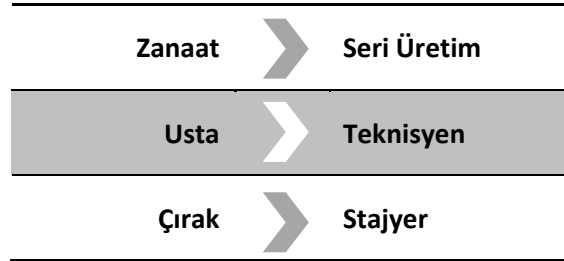 Zanaat Seri Üretim
Usta Teknisyen
Çırak Stajyer